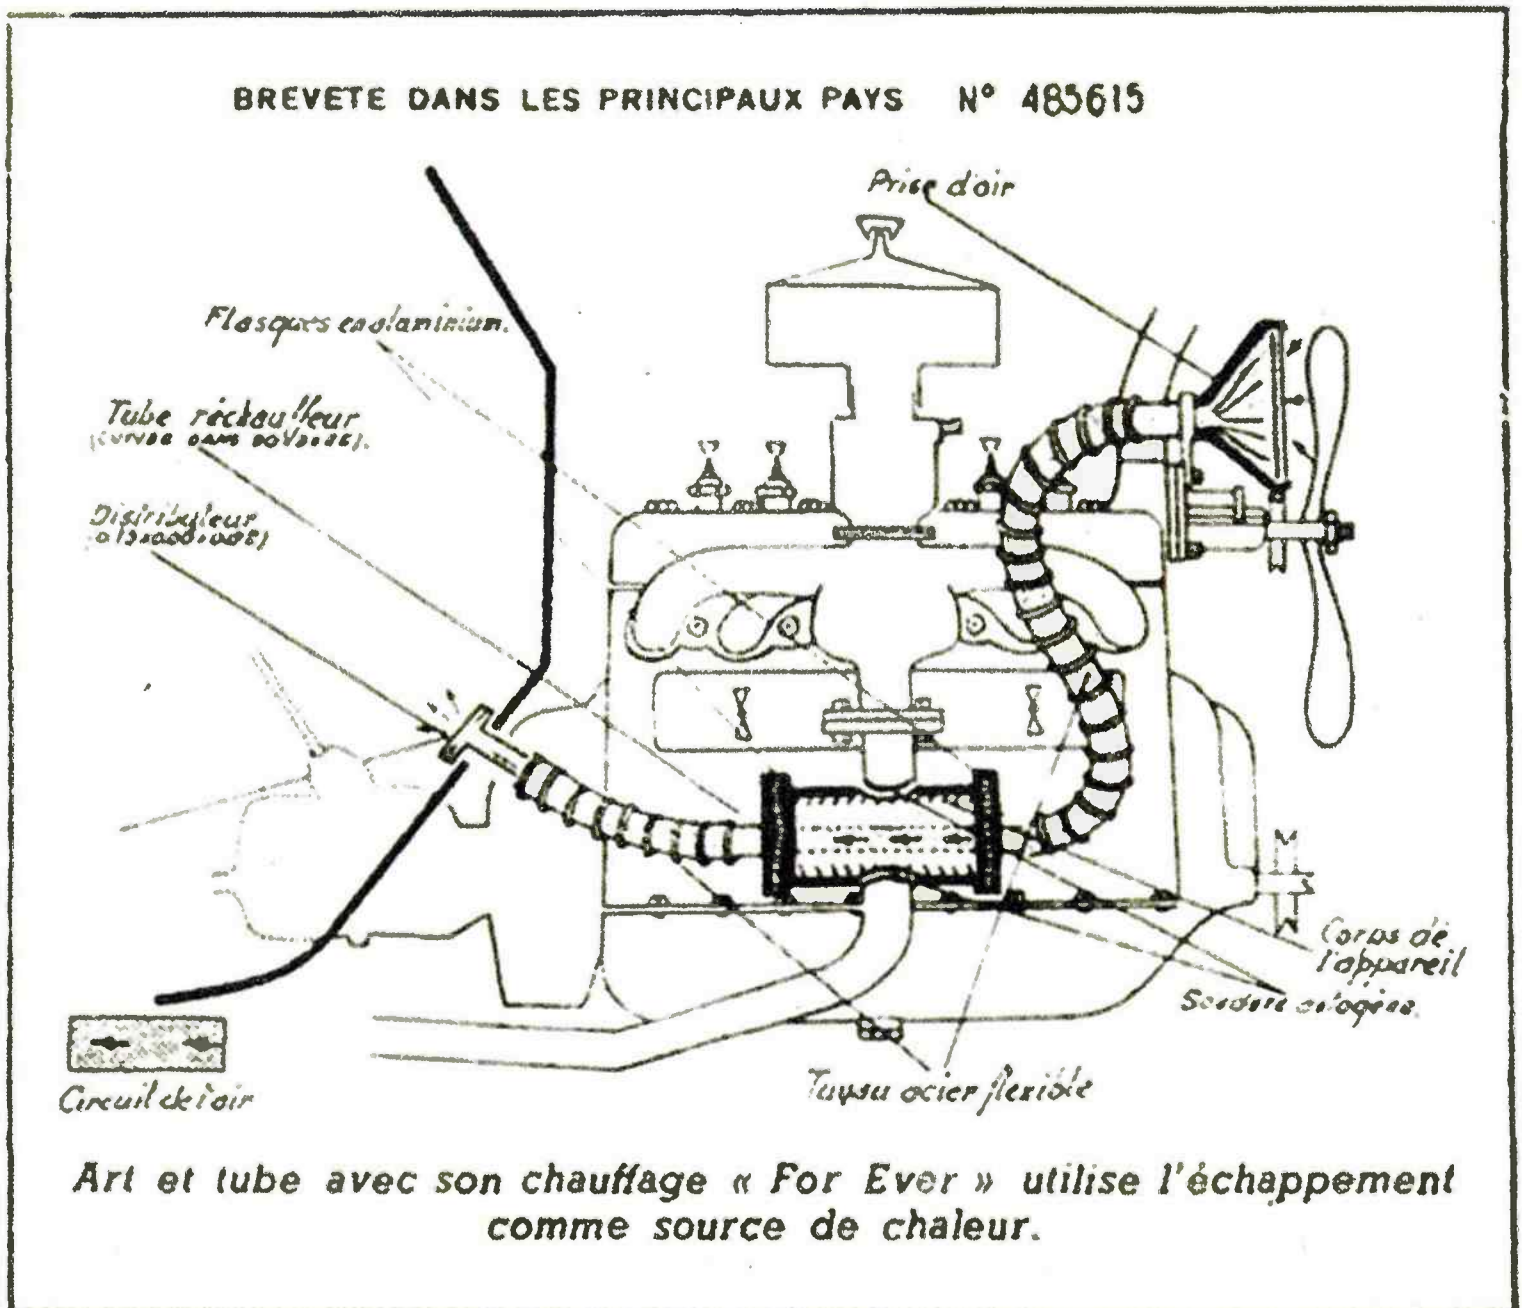 BREVETE DANS LES PRINCIPAUX PAYS N° 485615
Prise d'air
Flasques en aluminium.
Tube réchauffeur
Distributeur
Corps de
l'appareil
Soudure autogène.
Tuyau acier flexible
Circuit de l'air
Art et tube avec son chauffage « For Ever » utilise l'échappement
comme source de chaleur.